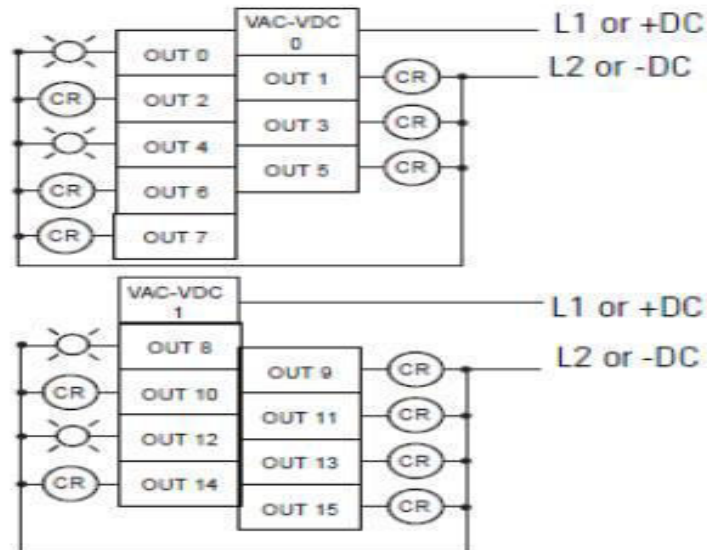 VAC-VDC
0
L1 or +DC
OUT 0
OUT 1
CR
L2 or -DC
CR
OUT 2
OUT 3
CR
OUT 4
OUT 5
CR
CR
OUT 6
CR
OUT 7
VAC-VDC
1
L1 or +DC
OUT 8
OUT 9
CR
L2 or -DC
CR
OUT 10
OUT 11
CR
OUT 12
OUT 13
CR
CR
OUT 14
OUT 15
CR